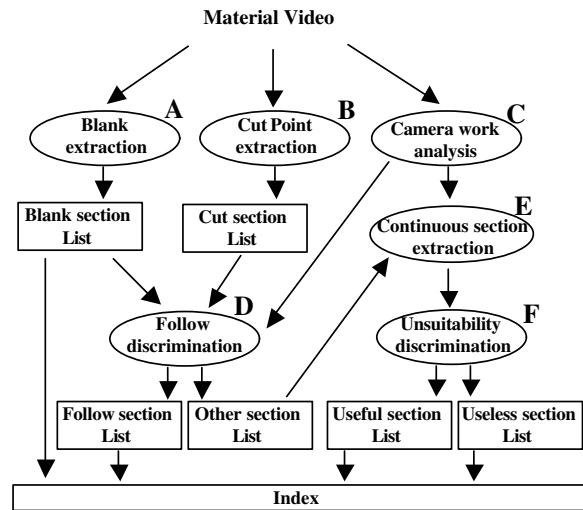 Material Video
A
Blank
extraction
B
Cut Point
extraction
C
Camera work
analysis
Blank section
List
Cut section
List
E
Continuous section
extraction
D
Follow
discrimination
F
Unsuitability
discrimination
Follow section
List
Other section
List
Useful section
List
Useless section
List
Index